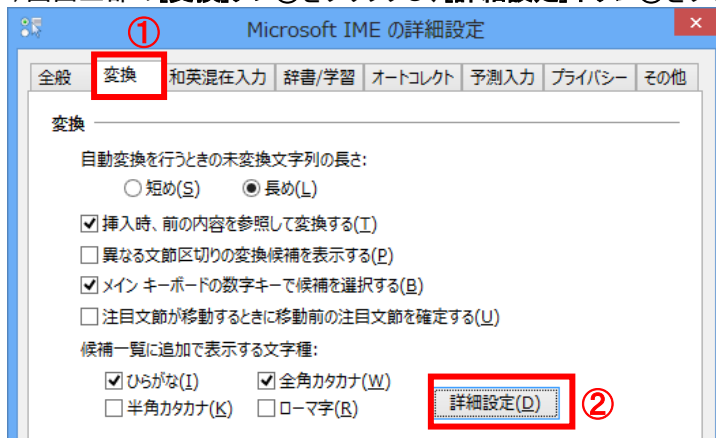 ①
Microsoft IME の詳細設定
全般 変換 和英混在入力 辞書/学習 オートコレクト 予測入力 プライバシー その他
変換
自動変換を行うときの未変換文字列の長さ:
短め(S) 長め(L)
挿入時、前の内容を参照して変換する(T)
異なる文節区切りの変換候補を表示する(P)
メイン キーボードの数字キーで候補を選択する(B)
注目文節が移動するときに移動前の注目文節を確定する(U)
候補一覧に追加で表示する文字種:
ひらがな(I) 全角カタカナ(W)
半角カタカナ(K) ローマ字(R)
詳細設定(D) ②